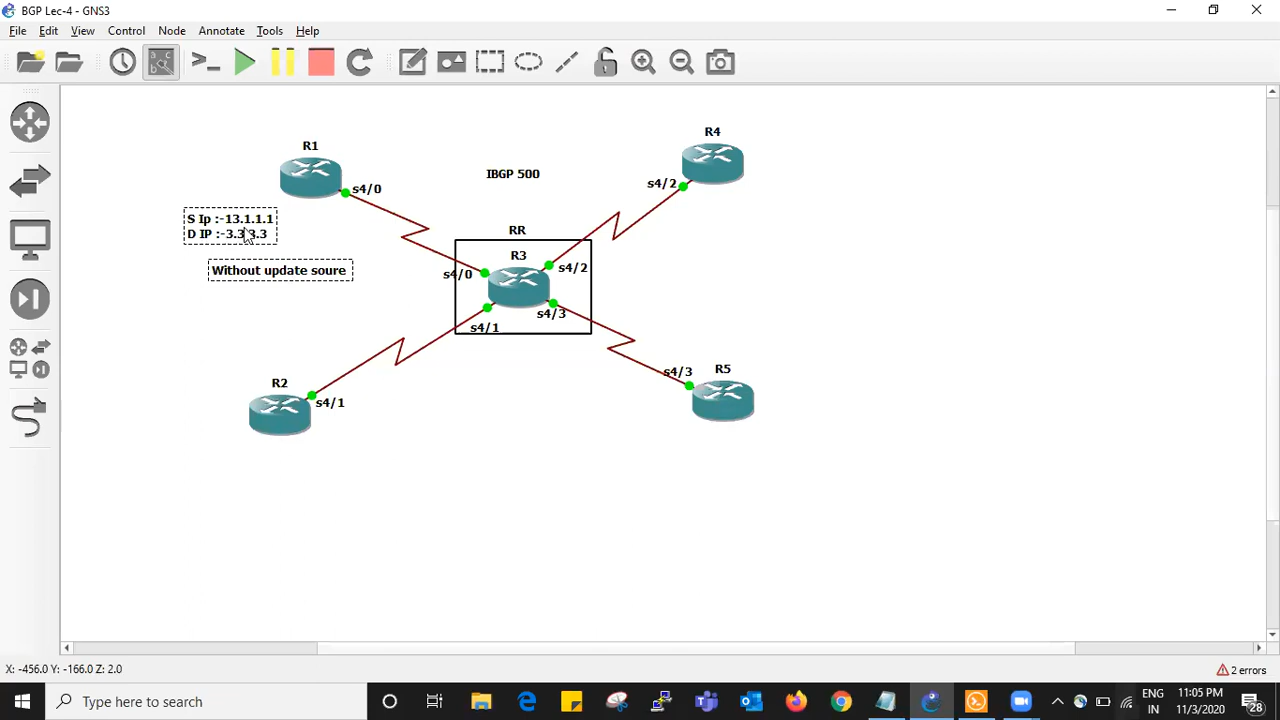 BGP Lec-4 - GNS3
File Edit View Control Node Annotate Tools Help
R1
R4
s4/0
IBGP 500
s4/2
S Ip :-13.1.1.1
D IP :-3.3.3.3
RR
R3
s4/0
s4/2
Without update soure
s4/1
s4/3
R2
s4/1
s4/3
R5
X: -456.0 Y: -166.0 Z: 2.0
2 errors
Type here to search
ENG
IN
11:05 PM
11/3/2020
28